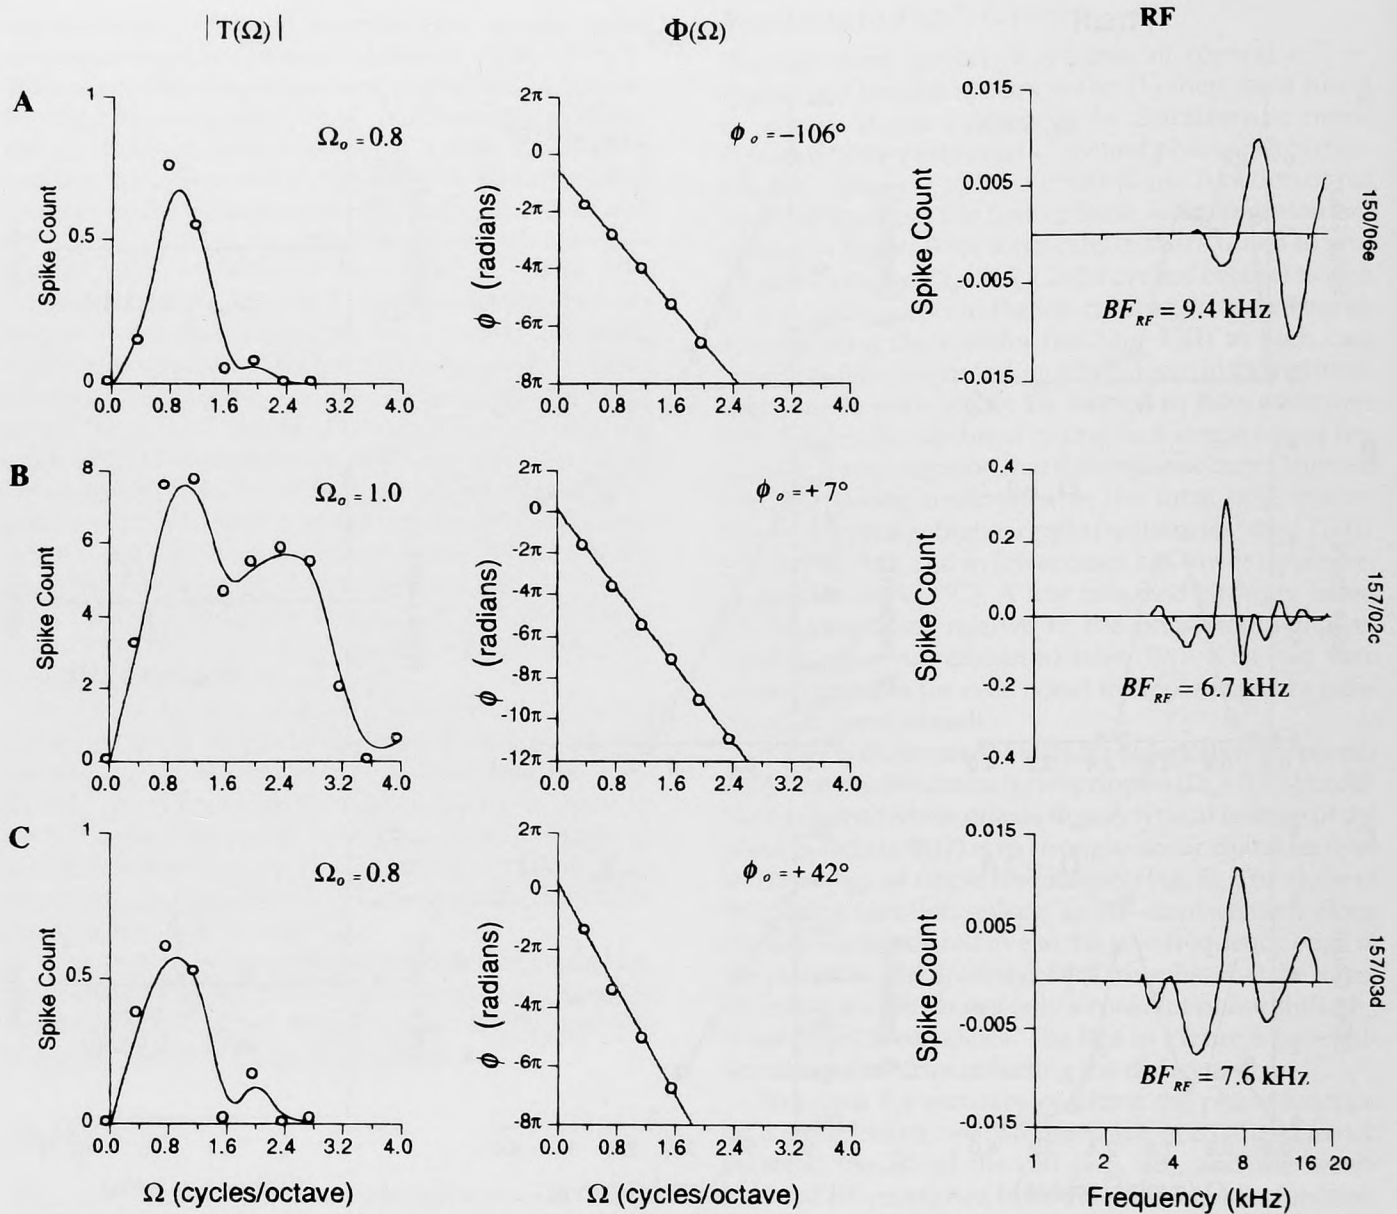 |T(Ω)| Φ(Ω) RF
A
1
0.5
0
Spike Count
Ωo = 0.8
0.0 0.8 1.6 2.4 3.2 4.0
2π
0
-2π
-4π
-6π
-8π
ϕ (radians)
ϕo = -106°
0.0 0.8 1.6 2.4 3.2 4.0
0.015
0.005
-0.005
-0.015
Spike Count
BF_RF = 9.4 kHz
150/06e
B
8
6
4
2
0
Spike Count
Ωo = 1.0
0.0 0.8 1.6 2.4 3.2 4.0
2π
0
-2π
-4π
-6π
-8π
-10π
-12π
ϕ (radians)
ϕo = +7°
0.0 0.8 1.6 2.4 3.2 4.0
0.4
0.2
0.0
-0.2
-0.4
Spike Count
BF_RF = 6.7 kHz
157/02c
C
1
0.5
0
Spike Count
Ωo = 0.8
0.0 0.8 1.6 2.4 3.2 4.0
Ω (cycles/octave)
2π
0
-2π
-4π
-6π
-8π
ϕ (radians)
ϕo = +42°
0.0 0.8 1.6 2.4 3.2 4.0
Ω (cycles/octave)
0.015
0.005
-0.005
-0.015
Spike Count
BF_RF = 7.6 kHz
157/03d
1 2 4 8 16 20
Frequency (kHz)